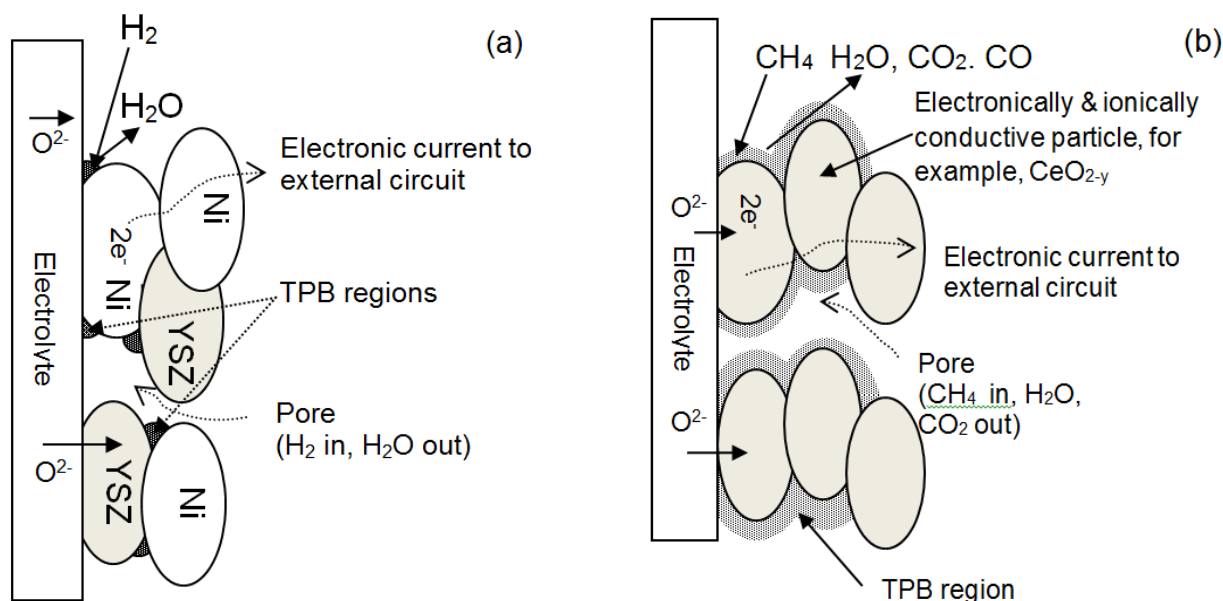 (a)
H2
H2O
O2-
Electronic current to
external circuit
Ni
2e-
Ni
Electrolyte
TPB regions
YSZ
Pore
(H2 in, H2O out)
O2-
YSZ
Ni
(b)
CH4 H2O, CO2. CO
Electronically & ionically
conductive particle, for
example, CeO2-y
O2-
2e-
Electrolyte
Electronic current to
external circuit
Pore
(CH4 in, H2O,
CO2 out)
O2-
TPB region